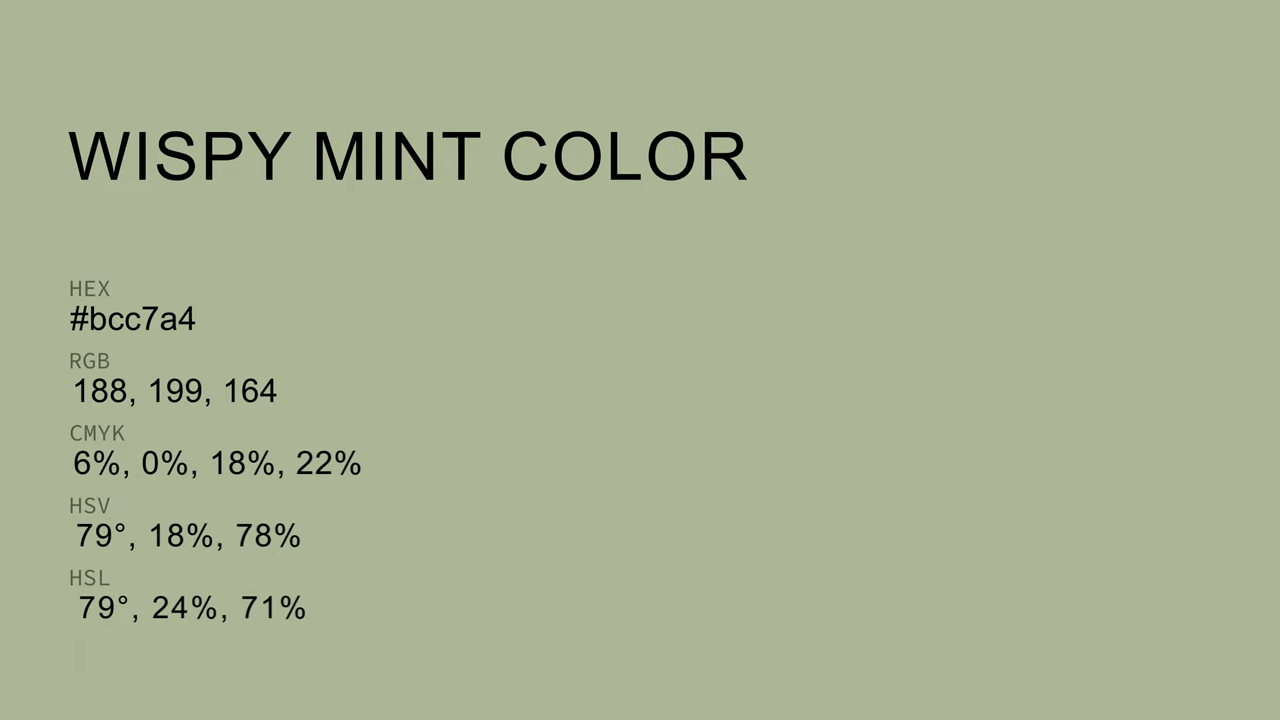 WISPY MINT COLOR
HEX
#bcc7a4
RGB
188, 199, 164
CMYK
6%, 0%, 18%, 22%
HSV
79°, 18%, 78%
HSL
79°, 24%, 71%